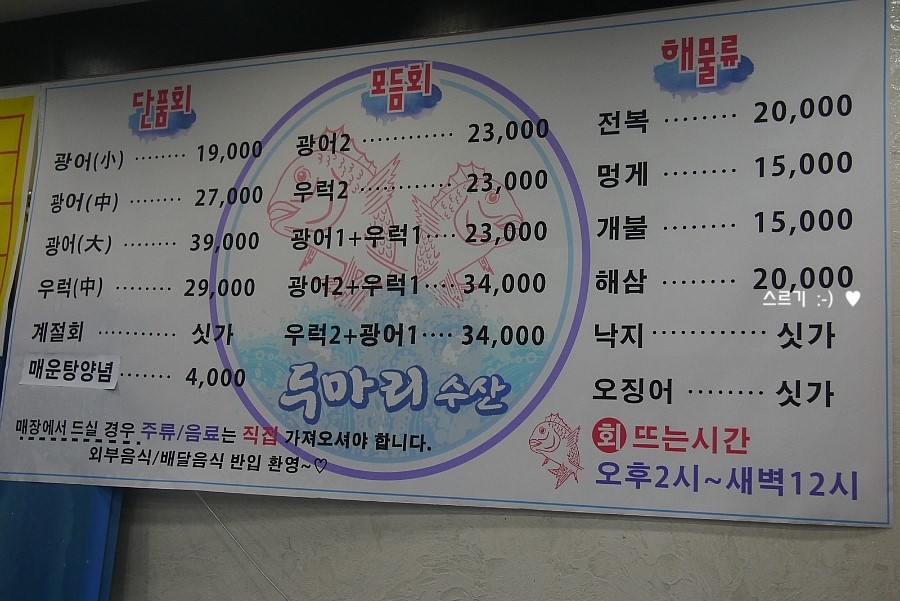 단품회
광어(小) ········ 19,000
광어(中) ········ 27,000
광어(大) ········ 39,000
우럭(中) ·········· 29,000
계절회 ··········· 싯가
매운탕양념 ········ 4,000
모듬회
광어2 ············ 23,000
우럭2 ············ 23,000
광어1+우럭1 ···· 23,000
광어2+우럭1 ···· 34,000
우럭2+광어1 ···· 34,000
두마리 수산
해물류
전복 ········ 20,000
멍게 ········ 15,000
개불 ········ 15,000
해삼 ········ 20,000
스르기 :-) ♥
낙지 ············ 싯가
오징어 ········ 싯가
매장에서 드실 경우 주류/음료는 직접 가져오셔야 합니다.
외부음식/배달음식 반입 환영~♡
회 뜨는시간
오후2시~새벽12시